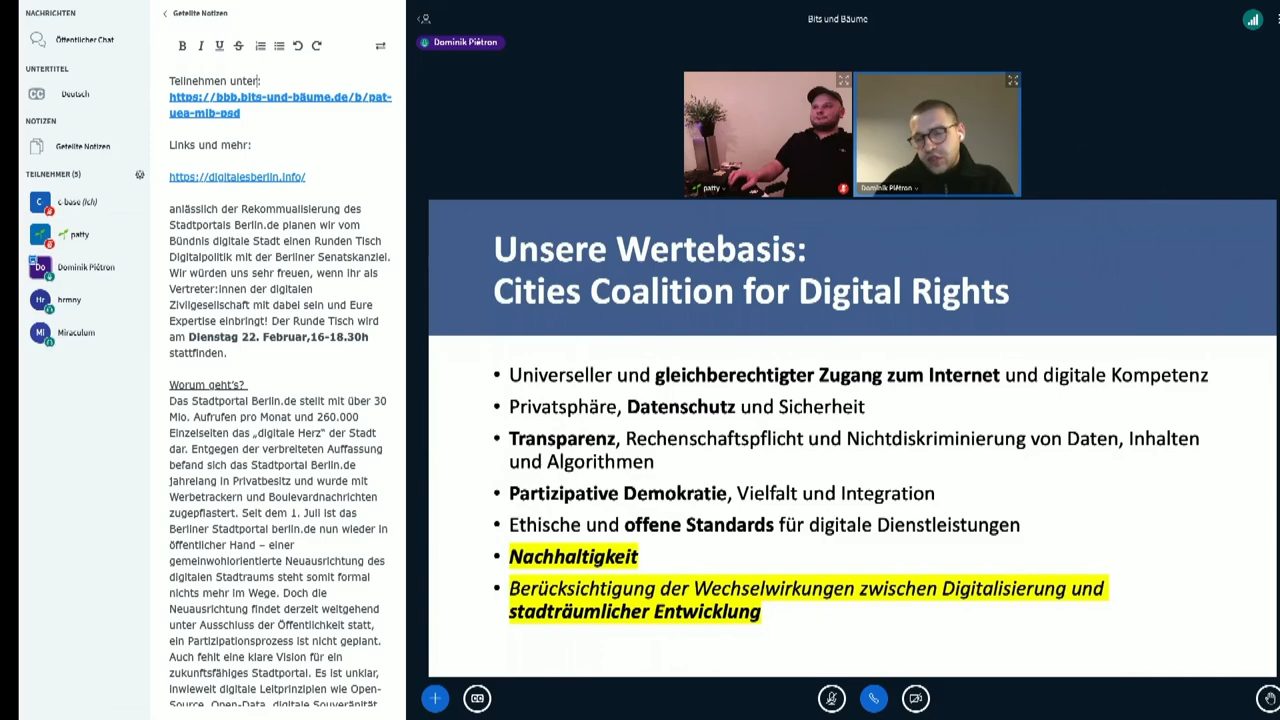 NACHRICHTEN
Öffentlicher Chat
UNTERTITEL
Deutsch
NOTIZEN
Geteilte Notizen
TEILNEHMER (5)
C
c-base (Ich)
patty
Do
Dominik Piétron
Hr
hrmny
Mi
Miraculum
Geteilte Notizen
B I U S
Teilnehmen unter:
https://bbb.bits-und-bäume.de/b/pat-
uea-mlb-psd
Links und mehr:
https://digitalesberlin.info/
anlässlich der Rekommualisierung des
Stadtportals Berlin.de planen wir vom
Bündnis digitale Stadt einen Runden Tisch
Digitalpolitik mit der Berliner Senatskanzlei.
Wir würden uns sehr freuen, wenn ihr als
Vertreter:innen der digitalen
Zivilgesellschaft mit dabei sein und Eure
Expertise einbringt! Der Runde Tisch wird
am Dienstag 22. Februar,16-18.30h
stattfinden.
Worum geht's?
Das Stadtportal Berlin.de stellt mit über 30
Mio. Aufrufen pro Monat und 260.000
Einzelseiten das „digitale Herz“ der Stadt
dar. Entgegen der verbreiteten Auffassung
befand sich das Stadtportal Berlin.de
jahrelang in Privatbesitz und wurde mit
Werbetrackern und Boulevardnachrichten
zugepflastert. Seit dem 1. Juli ist das
Berliner Stadtportal berlin.de nun wieder in
öffentlicher Hand – einer
gemeinwohlorientierte Neuausrichtung des
digitalen Stadtraums steht somit formal
nichts mehr im Wege. Doch die
Neuausrichtung findet derzeit weitgehend
unter Ausschluss der Öffentlichkeit statt,
ein Partizipationsprozess ist nicht geplant.
Auch fehlt eine klare Vision für ein
zukunftsfähiges Stadtportal. Es ist unklar,
inwieweit digitale Leitprinzipien wie Open-
Source, Open-Data, digitale Souveränität
Bits und Bäume
Dominik Piétron
patty
Dominik Piétron
Unsere Wertebasis:
Cities Coalition for Digital Rights
• Universeller und gleichberechtigter Zugang zum Internet und digitale Kompetenz
• Privatsphäre, Datenschutz und Sicherheit
• Transparenz, Rechenschaftspflicht und Nichtdiskriminierung von Daten, Inhalten
und Algorithmen
• Partizipative Demokratie, Vielfalt und Integration
• Ethische und offene Standards für digitale Dienstleistungen
• Nachhaltigkeit
• Berücksichtigung der Wechselwirkungen zwischen Digitalisierung und
stadträumlicher Entwicklung